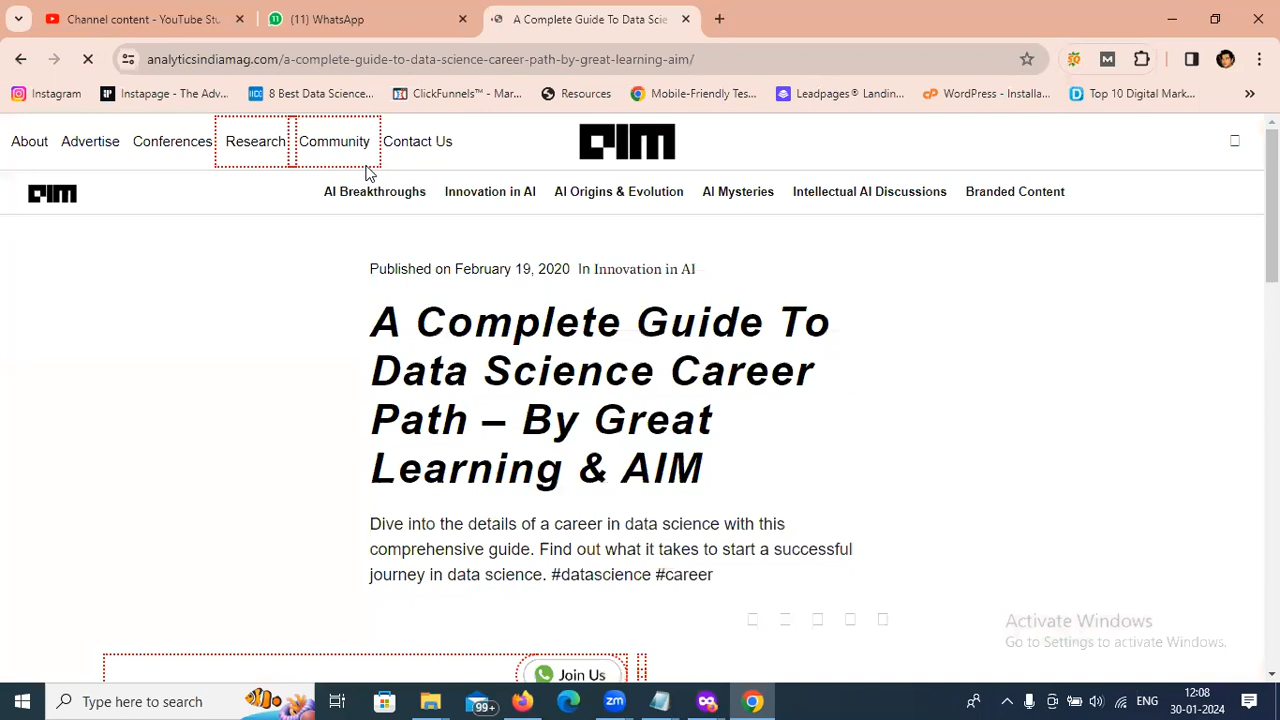 Channel content - YouTube Stu
(11) WhatsApp
A Complete Guide To Data Scie
analyticsindiamag.com/a-complete-guide-to-data-science-career-path-by-great-learning-aim/
Instagram
Instapage - The Adv...
8 Best Data Science...
ClickFunnels™ - Mar...
Resources
Mobile-Friendly Tes...
Leadpages® Landin...
WordPress - Installa...
Top 10 Digital Mark...
About Advertise Conferences Research Community Contact Us
AIM
AIM
AI Breakthroughs Innovation in AI AI Origins & Evolution AI Mysteries Intellectual AI Discussions Branded Content
Published on February 19, 2020 In Innovation in AI
A Complete Guide To
Data Science Career
Path – By Great
Learning & AIM
Dive into the details of a career in data science with this
comprehensive guide. Find out what it takes to start a successful
journey in data science. #datascience #career
Activate Windows
Go to Settings to activate Windows.
Join Us
Type here to search
99+
zm
ENG
12:08
30-01-2024